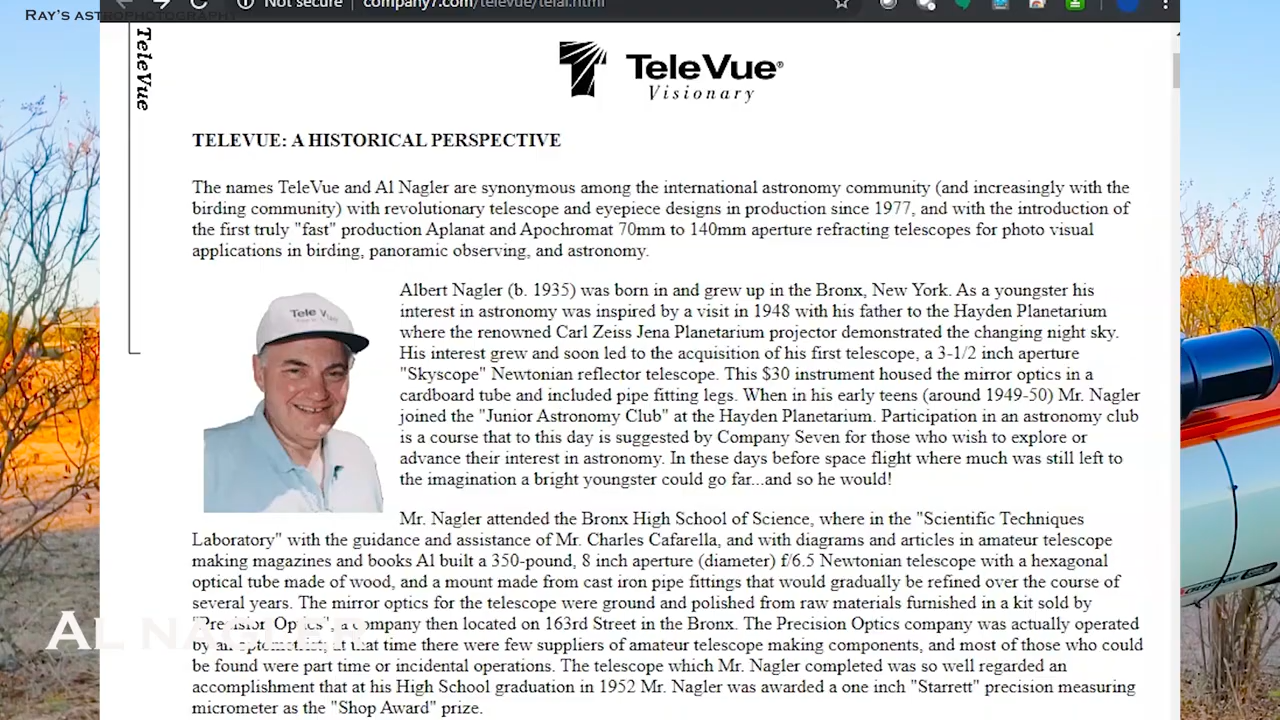 Ray's astrophotography
Not secure
company7.com/televue/telal.html
TeleVue
TeleVue®
Visionary
TELEVUE: A HISTORICAL PERSPECTIVE
The names TeleVue and Al Nagler are synonymous among the international astronomy community (and increasingly with the
birding community) with revolutionary telescope and eyepiece designs in production since 1977, and with the introduction of
the first truly "fast" production Aplanat and Apochromat 70mm to 140mm aperture refracting telescopes for photo visual
applications in birding, panoramic observing, and astronomy.
Tele V
Albert Nagler (b. 1935) was born in and grew up in the Bronx, New York. As a youngster his
interest in astronomy was inspired by a visit in 1948 with his father to the Hayden Planetarium
where the renowned Carl Zeiss Jena Planetarium projector demonstrated the changing night sky.
His interest grew and soon led to the acquisition of his first telescope, a 3-1/2 inch aperture
"Skyscope" Newtonian reflector telescope. This $30 instrument housed the mirror optics in a
cardboard tube and included pipe fitting legs. When in his early teens (around 1949-50) Mr. Nagler
joined the "Junior Astronomy Club" at the Hayden Planetarium. Participation in an astronomy club
is a course that to this day is suggested by Company Seven for those who wish to explore or
advance their interest in astronomy. In these days before space flight where much was still left to
the imagination a bright youngster could go far...and so he would!
Mr. Nagler attended the Bronx High School of Science, where in the "Scientific Techniques
Laboratory" with the guidance and assistance of Mr. Charles Cafarella, and with diagrams and articles in amateur telescope
making magazines and books Al built a 350-pound, 8 inch aperture (diameter) f/6.5 Newtonian telescope with a hexagonal
optical tube made of wood, and a mount made from cast iron pipe fittings that would gradually be refined over the course of
several years. The mirror optics for the telescope were ground and polished from raw materials furnished in a kit sold by
"Precision Optics", a company then located on 163rd Street in the Bronx. The Precision Optics company was actually operated
by an optometrist, at that time there were few suppliers of amateur telescope making components, and most of those who could
be found were part time or incidental operations. The telescope which Mr. Nagler completed was so well regarded an
accomplishment that at his High School graduation in 1952 Mr. Nagler was awarded a one inch "Starrett" precision measuring
micrometer as the "Shop Award" prize.
Al Nagler